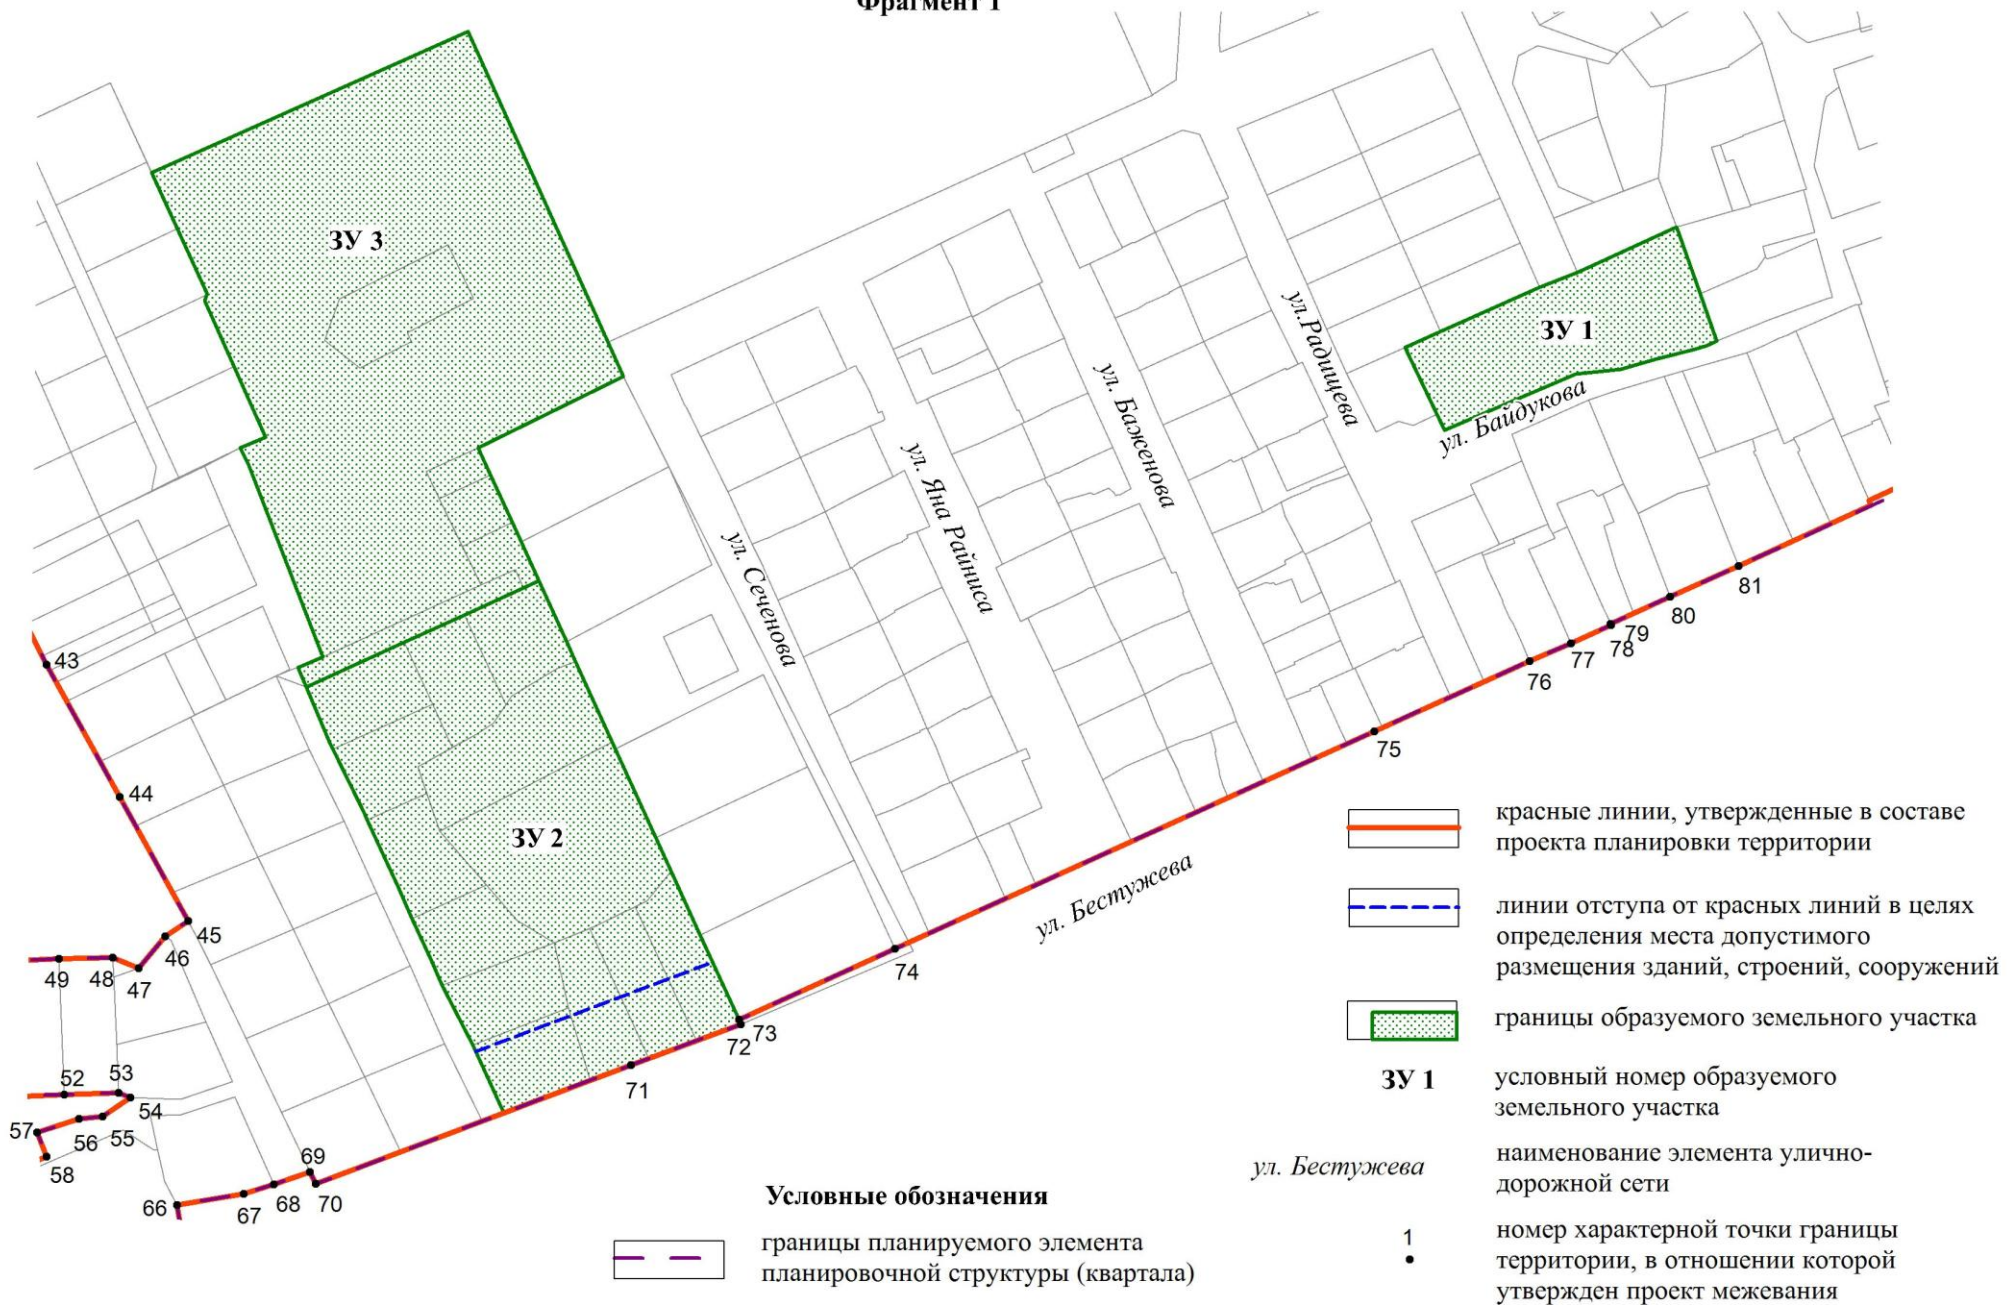 Фрагмент 1
ЗУ 3
ЗУ 1
ул. Байдукова
ул.Радищева
ул. Баженова
ул. Яна Райниса
ул. Сеченова
ЗУ 2
ул. Бестужева
43
44
45
46
47
48
49
52
53
54
55
56
57
58
66
67
68
69
70
71
72
73
74
75
76
77
78
79
80
81
красные линии, утвержденные в составе
проекта планировки территории
линии отступа от красных линий в целях
определения места допустимого
размещения зданий, строений, сооружений
границы образуемого земельного участка
ЗУ 1
условный номер образуемого
земельного участка
ул. Бестужева
наименование элемента улично-
дорожной сети
1
номер характерной точки границы
территории, в отношении которой
утвержден проект межевания
Условные обозначения
границы планируемого элемента
планировочной структуры (квартала)